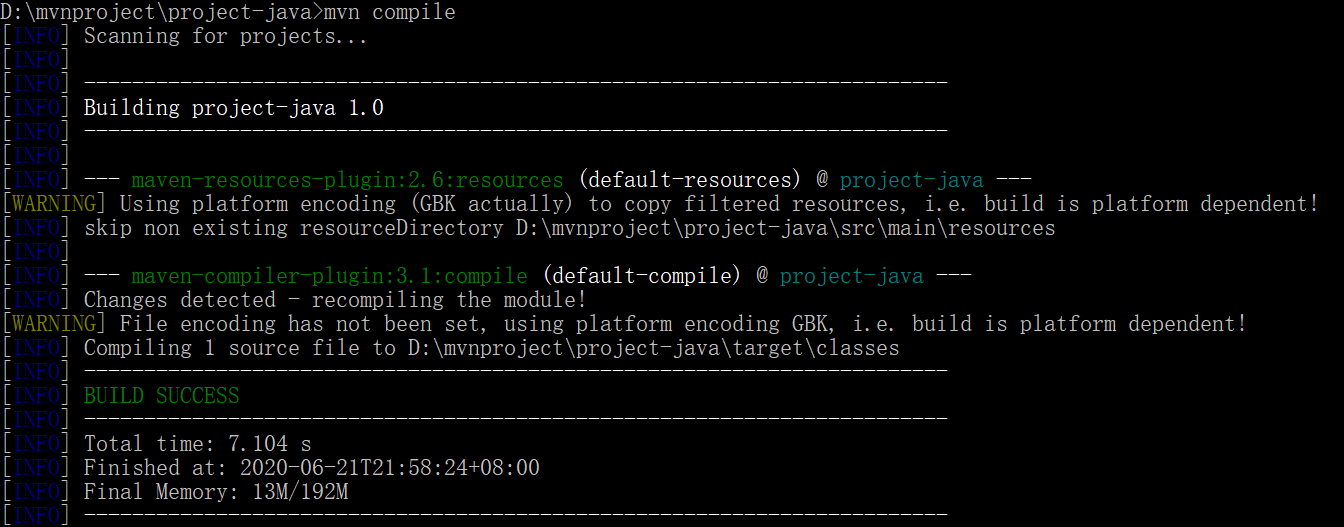 D:\mvnproject\project-java>mvn compile
[INFO] Scanning for projects...
[INFO]
[INFO] ------------------------------------------------------------------------
[INFO] Building project-java 1.0
[INFO] ------------------------------------------------------------------------
[INFO]
[INFO] --- maven-resources-plugin:2.6:resources (default-resources) @ project-java ---
[WARNING] Using platform encoding (GBK actually) to copy filtered resources, i.e. build is platform dependent!
[INFO] skip non existing resourceDirectory D:\mvnproject\project-java\src\main\resources
[INFO]
[INFO] --- maven-compiler-plugin:3.1:compile (default-compile) @ project-java ---
[INFO] Changes detected - recompiling the module!
[WARNING] File encoding has not been set, using platform encoding GBK, i.e. build is platform dependent!
[INFO] Compiling 1 source file to D:\mvnproject\project-java\target\classes
[INFO] ------------------------------------------------------------------------
[INFO] BUILD SUCCESS
[INFO] ------------------------------------------------------------------------
[INFO] Total time: 7.104 s
[INFO] Finished at: 2020-06-21T21:58:24+08:00
[INFO] Final Memory: 13M/192M
[INFO] ------------------------------------------------------------------------